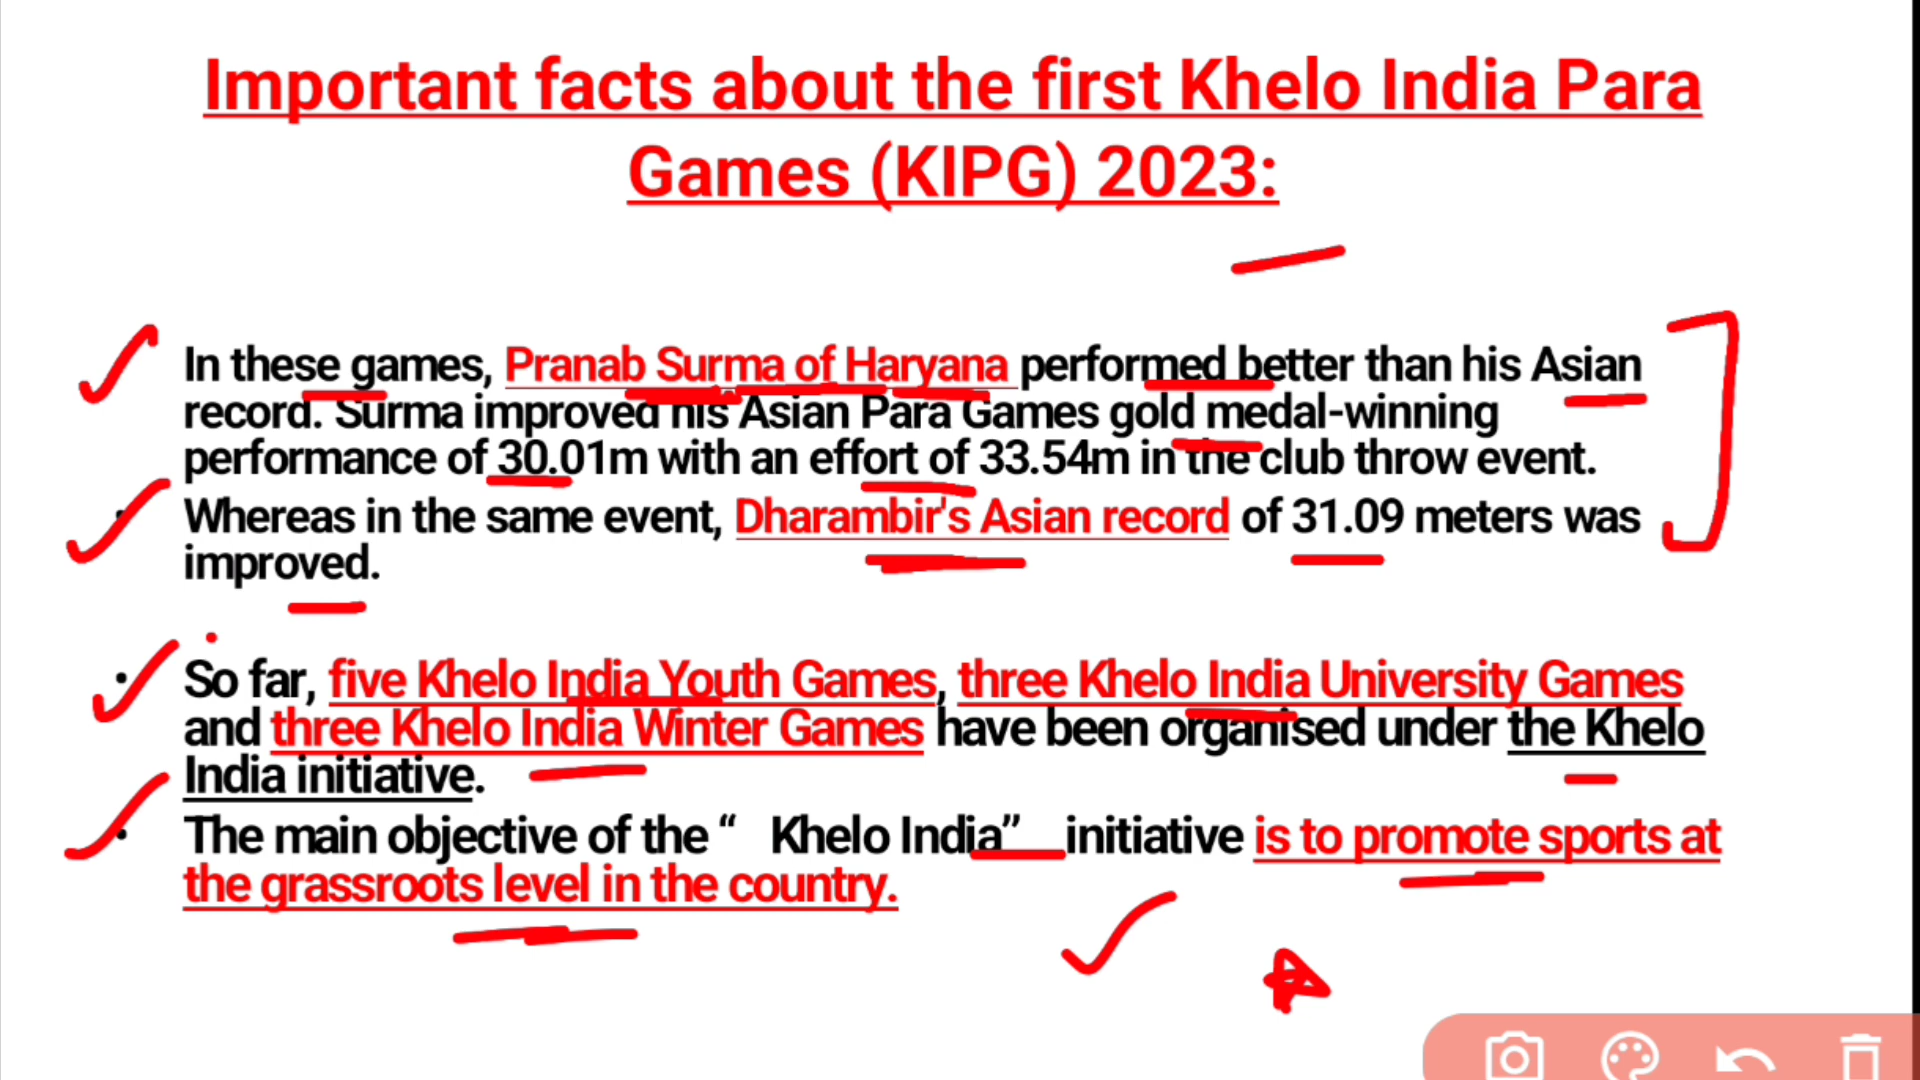 Important facts about the first Khelo India Para
Games (KIPG) 2023:
In these games, Pranab Surma of Haryana performed better than his Asian
record. Surma improved his Asian Para Games gold medal-winning
performance of 30.01m with an effort of 33.54m in the club throw event.
• Whereas in the same event, Dharambir's Asian record of 31.09 meters was
improved.
• So far, five Khelo India Youth Games, three Khelo India University Games
and three Khelo India Winter Games have been organised under the Khelo
India initiative.
• The main objective of the “ Khelo India” initiative is to promote sports at
the grassroots level in the country.